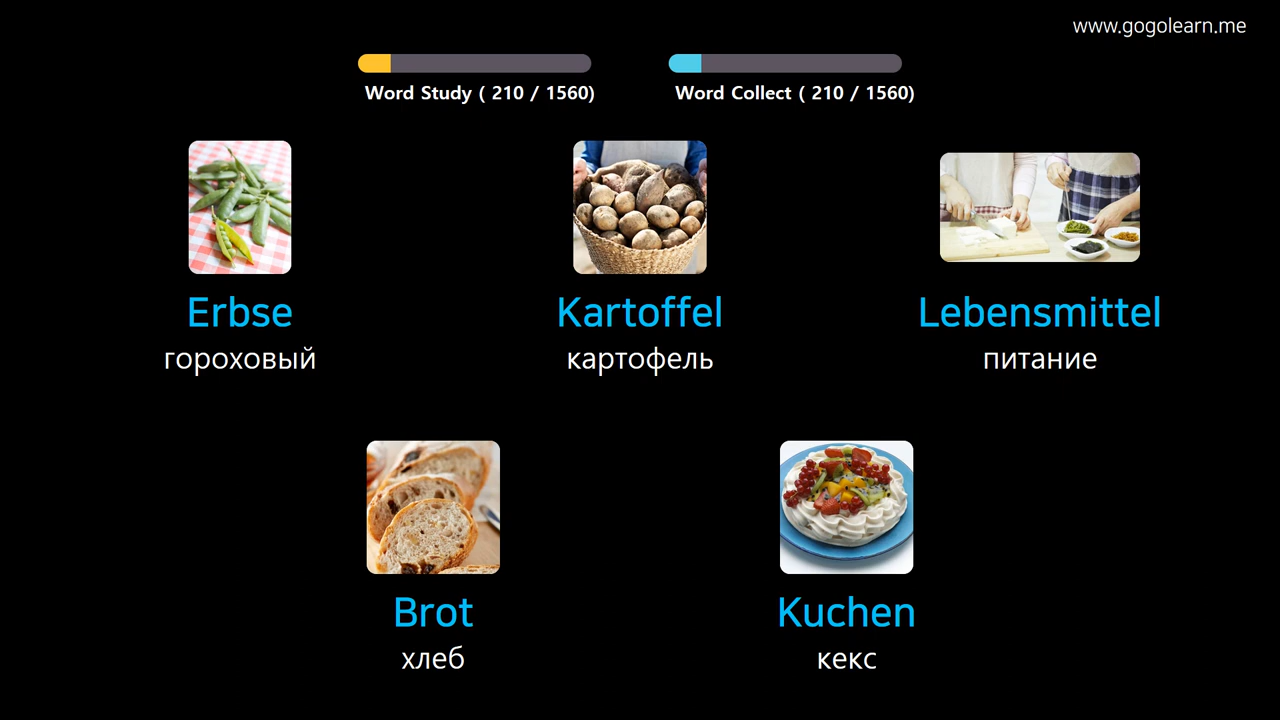 www.gogolearn.me
Word Study ( 210 / 1560)
Word Collect ( 210 / 1560)
Erbse
гороховый
Kartoffel
картофель
Lebensmittel
питание
Brot
хлеб
Kuchen
кекс